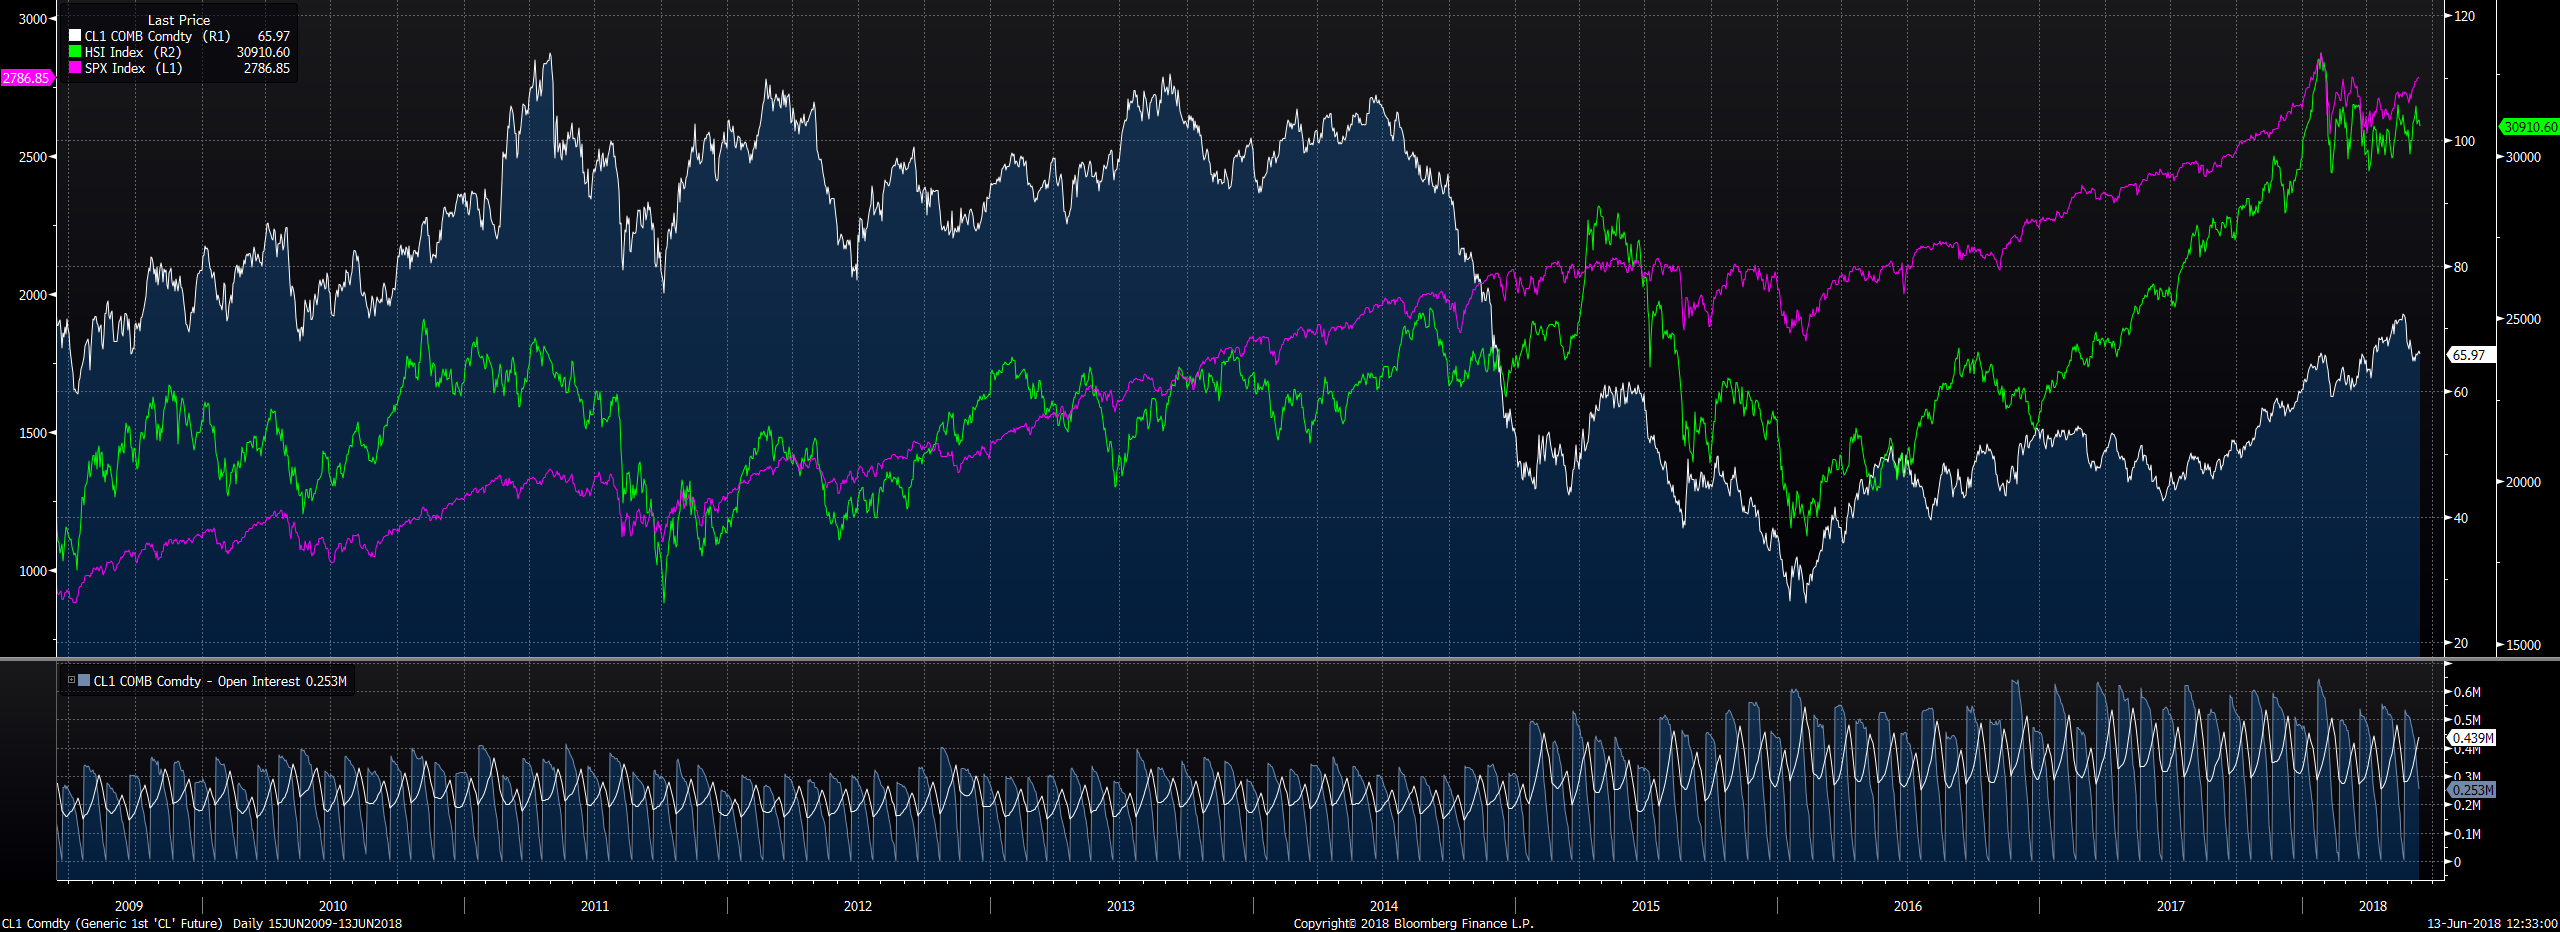 Last Price
CL1 COMB Comdty (R1) 65.97
HSI Index (R2) 30910.60
SPX Index (L1) 2786.85
3000
2786.85
2500
2000
1500
1000
120
100
80
65.97
60
40
20
30910.60
30000
25000
20000
15000
CL1 COMB Comdty - Open Interest 0.253M
0.6M
0.5M
0.439M
0.4M
0.3M
0.253M
0.2M
0.1M
0
2009 2010 2011 2012 2013 2014 2015 2016 2017 2018
CL1 Comdty (Generic 1st 'CL' Future) Daily 15JUN2009-13JUN2018 Copyright© 2018 Bloomberg Finance L.P. 13-Jun-2018 12:33:00